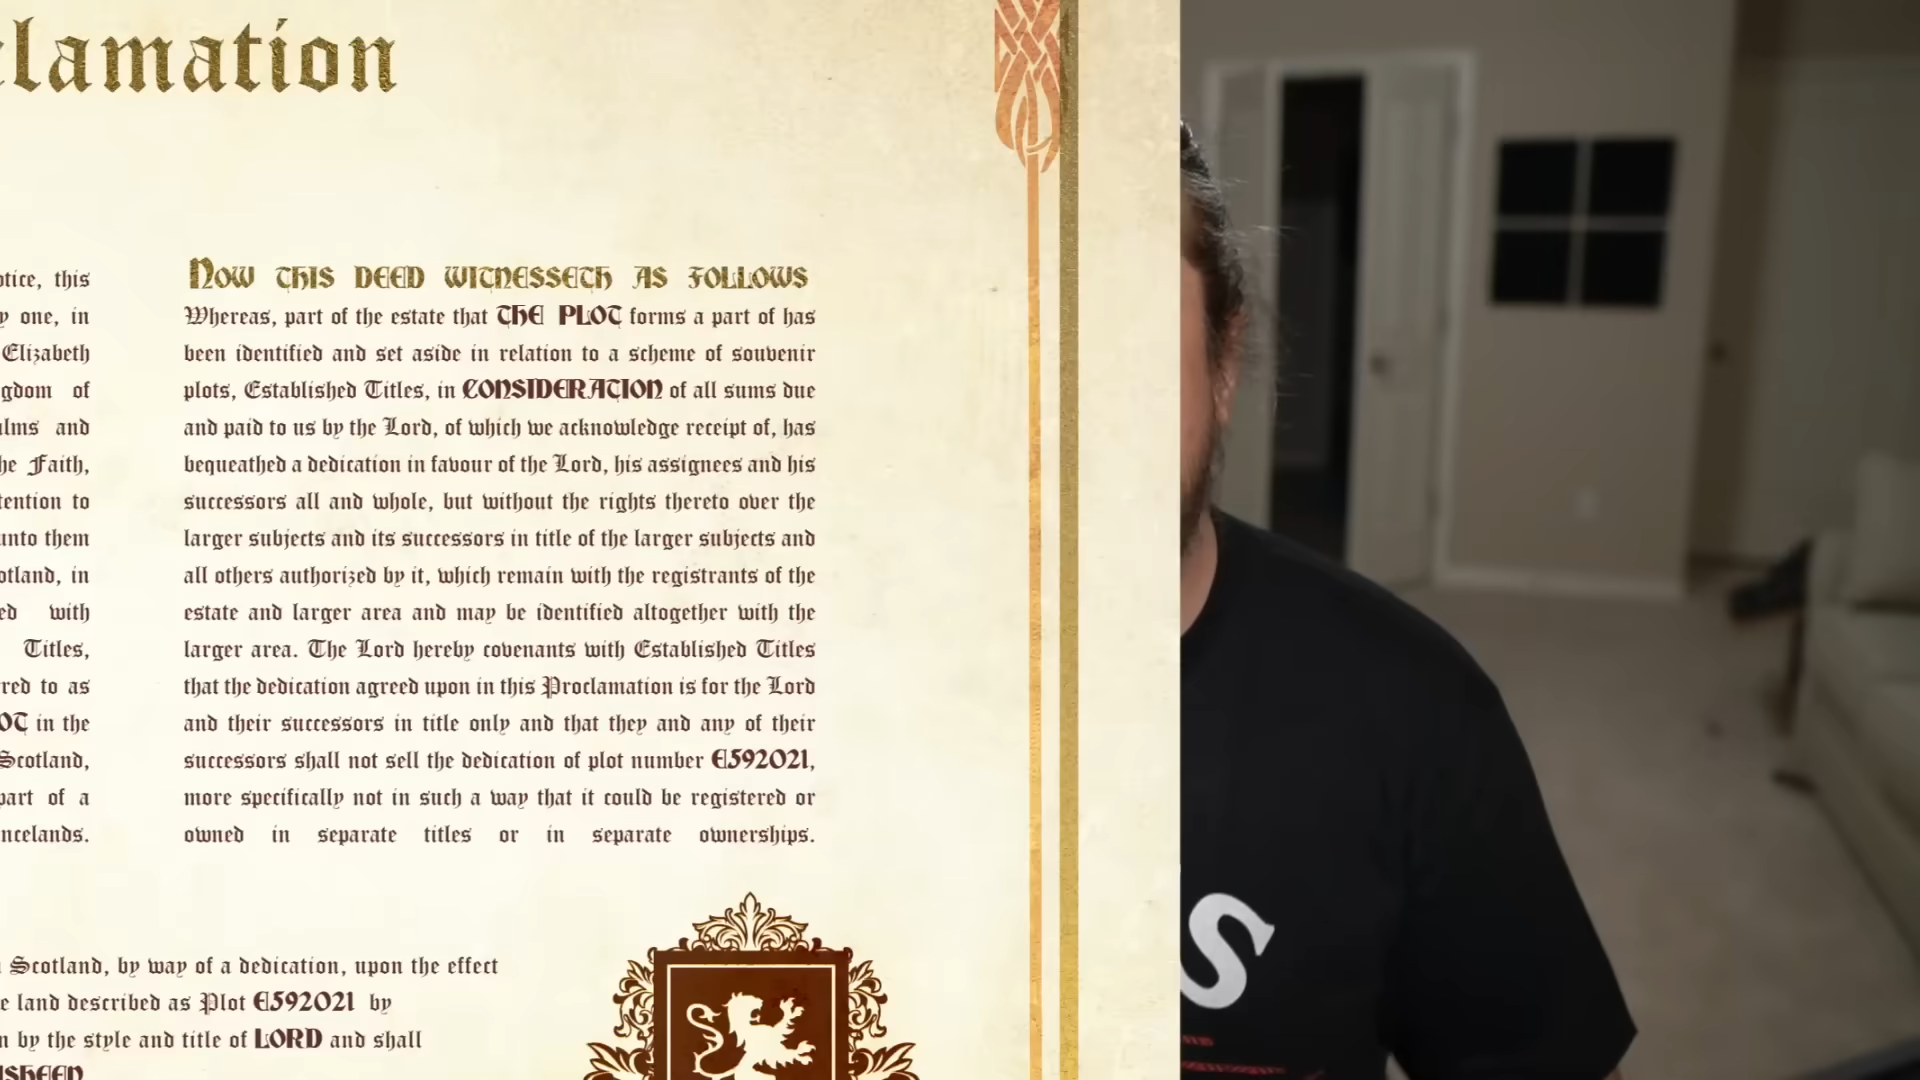 clamation
otice, this
y one, in
Elizabeth
gdom of
lms and
he Faith,
tention to
unto them
otland, in
ed with
Titles,
red to as
OT in the
Scotland,
part of a
ncelands.
Now this deed witnesseth as follows
Whereas, part of the estate that THE PLOT forms a part of has
been identified and set aside in relation to a scheme of souvenir
plots, Established Titles, in CONSIDERATION of all sums due
and paid to us by the Lord, of which we acknowledge receipt of, has
bequeathed a dedication in favour of the Lord, his assignees and his
successors all and whole, but without the rights thereto over the
larger subjects and its successors in title of the larger subjects and
all others authorized by it, which remain with the registrants of the
estate and larger area and may be identified altogether with the
larger area. The Lord hereby covenants with Established Titles
that the dedication agreed upon in this Proclamation is for the Lord
and their successors in title only and that they and any of their
successors shall not sell the dedication of plot number E592021,
more specifically not in such a way that it could be registered or
owned in separate titles or in separate ownerships.
Scotland, by way of a dedication, upon the effect
e land described as Plot E592021 by
n by the style and title of LORD and shall
S